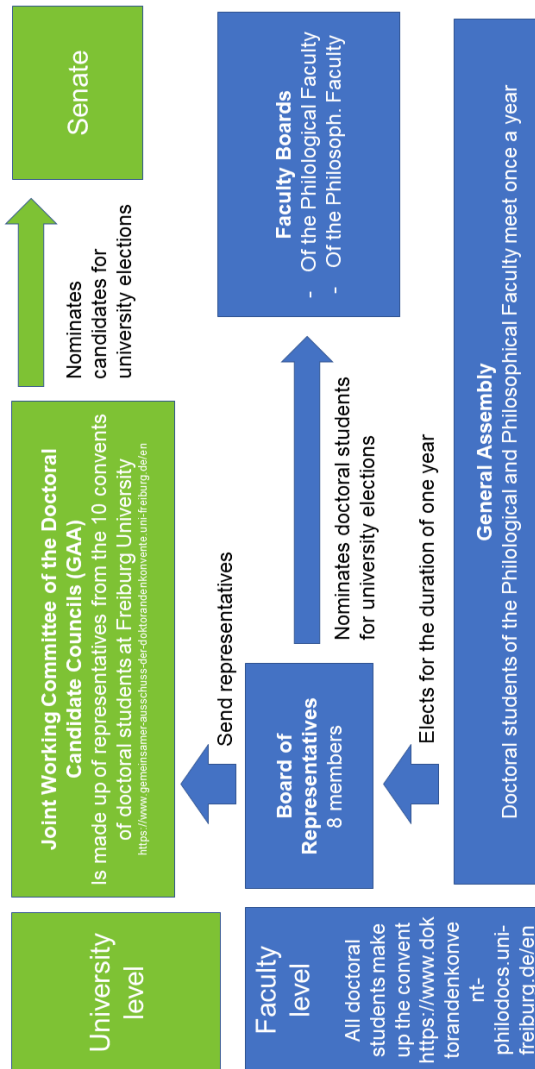 University
level
Joint Working Committee of the Doctoral
Candidate Councils (GAA)
Is made up of representatives from the 10 convents
of doctoral students at Freiburg University
https://www.gemeinsamer-ausschuss-der-doktorandenkonvente.uni-freiburg.de/en
Nominates
candidates for
university elections
Senate
Send representatives
Faculty
level
All doctoral
students make
up the convent
https://www.dok
torandenkonve
nt-
philodocs.uni-
freiburg.de/en
Board of
Representatives
8 members
Nominates doctoral students
for university elections
Faculty Boards
- Of the Philological Faculty
- Of the Philosoph. Faculty
Elects for the duration of one year
General Assembly
Doctoral students of the Philological and Philosophical Faculty meet once a year